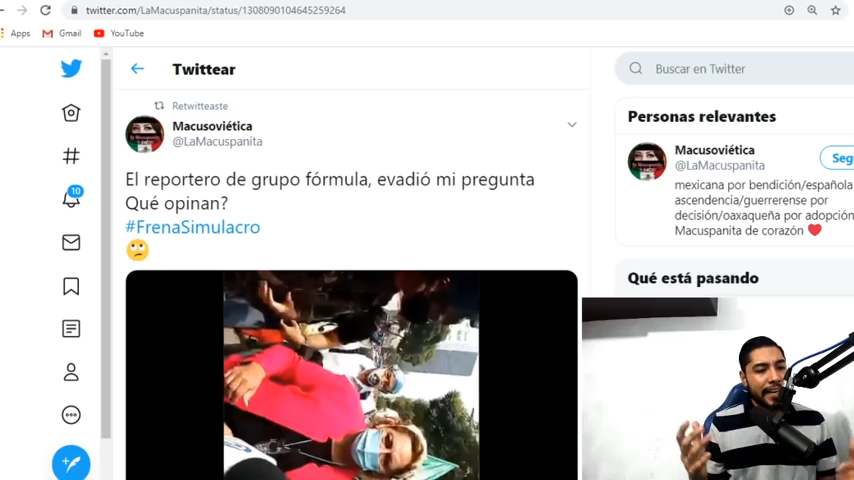 twitter.com/LaMacuspanita/status/1308090104645259264
Apps
Gmail
YouTube
Twittear
Buscar en Twitter
Retwitteaste
Macusoviética
@LaMacuspanita
El reportero de grupo fórmula, evadió mi pregunta
Qué opinan?
#FrenaSimulacro
10
Personas relevantes
Macusoviética
@LaMacuspanita
Seg
mexicana por bendición/española
ascendencia/guerrerense por
decisión/oaxaqueña por adopción
Macuspanita de corazón
Qué está pasando